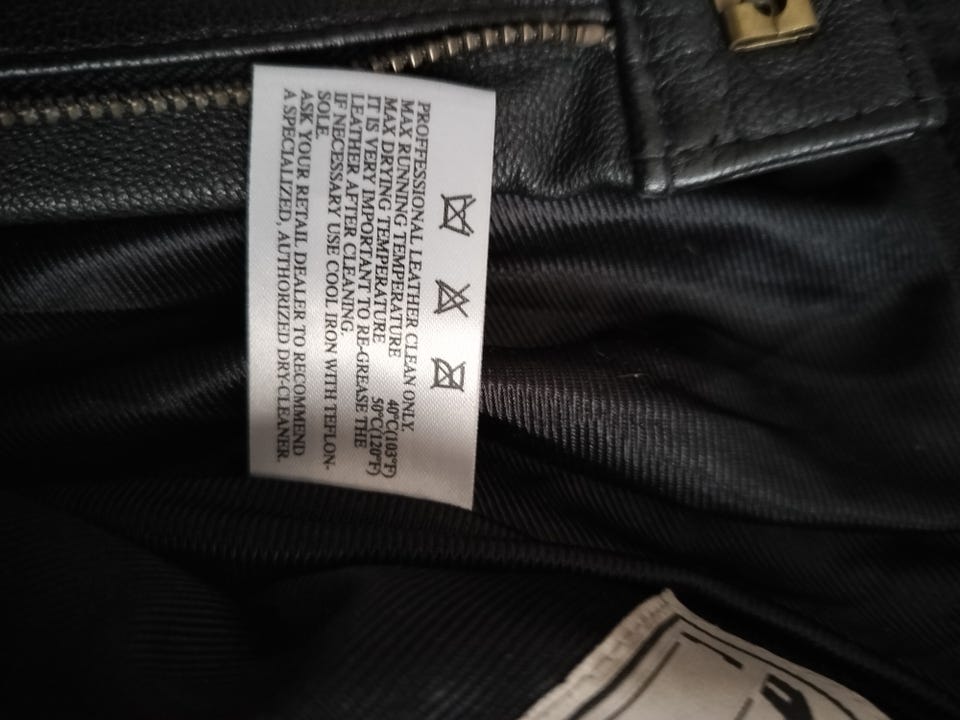 PROFFESSIONAL LEATHER CLEAN ONLY.
MAX RUNNING TEMPERATURE 40°C(103°F)
MAX DRYING TEMPERATURE 50°C(120°F)
IT IS VERY IMPORTANT TO RE-GREASE THE
LEATHER AFTER CLEANING.
IF NECESSARY USE COOL IRON WITH TEFLON-
SOLE.
ASK YOUR RETAIL DEALER TO RECOMMEND
A SPECIALIZED, AUTHORIZED DRY-CLEANER.